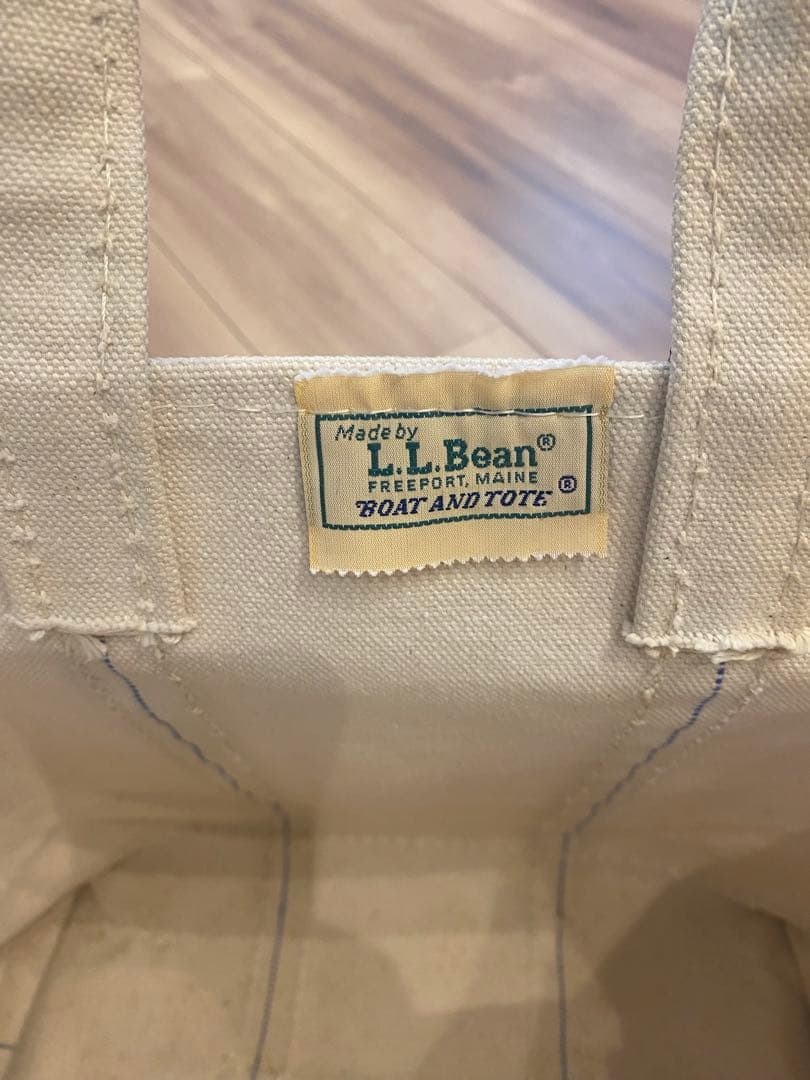 Made by
L.L.Bean®
FREEPORT, MAINE
BOAT AND TOTE ®